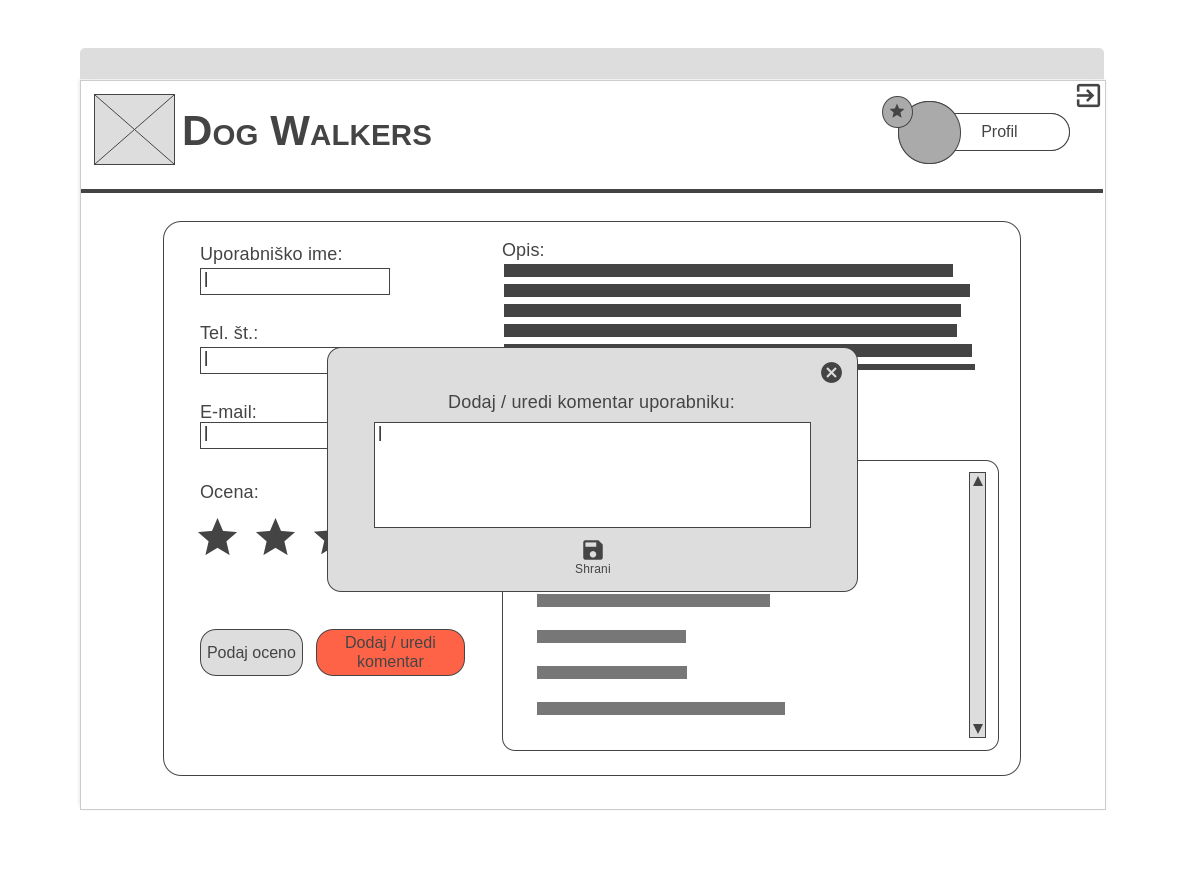 Dog Walkers
Profil
Uporabniško ime:
Opis:
Tel. št.:
E-mail:
Dodaj / uredi komentar uporabniku:
Shrani
Ocena:
Podaj oceno
Dodaj / uredi
komentar